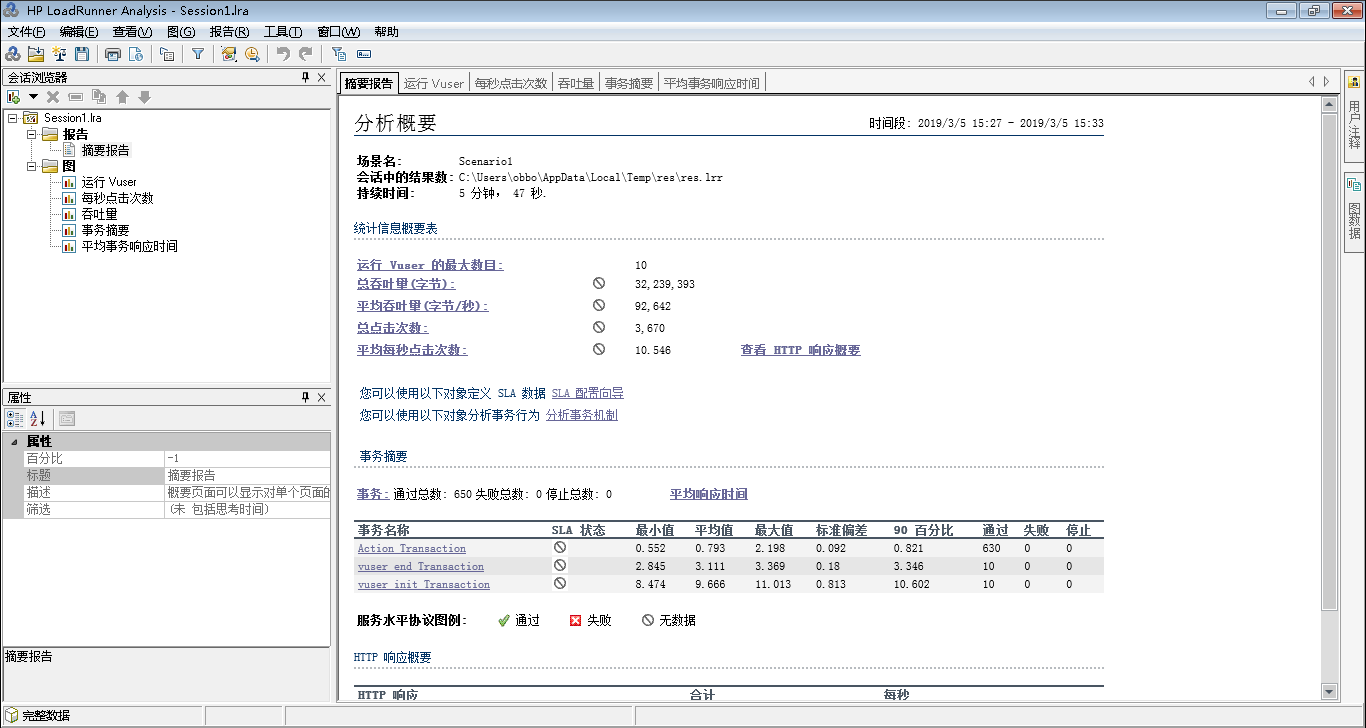 HP LoadRunner Analysis - Session1.lra
文件(F) 编辑(E) 查看(V) 图(G) 报告(R) 工具(T) 窗口(W) 帮助
会话浏览器
Session1.lra
报告
摘要报告
图
运行 Vuser
每秒点击次数
吞吐量
事务摘要
平均事务响应时间
属性
属性
百分比 -1
标题 摘要报告
描述 概要页面可以显示对单个页面的
筛选 (未 包括思考时间)
摘要报告
完整数据
摘要报告 运行 Vuser 每秒点击次数 吞吐量 事务摘要 平均事务响应时间
分析概要 时间段: 2019/3/5 15:27 - 2019/3/5 15:33
场景名: Scenario1
会话中的结果数: C:\Users\obbo\AppData\Local\Temp\res\res.lrr
持续时间: 5 分钟, 47 秒.
统计信息概要表
运行 Vuser 的最大数目: 10
总吞吐量(字节): 32,239,393
平均吞吐量(字节/秒): 92,642
总点击次数: 3,670
平均每秒点击次数: 10.546 查看 HTTP 响应概要
您可以使用以下对象定义 SLA 数据 SLA 配置向导
您可以使用以下对象分析事务行为 分析事务机制
事务摘要
事务: 通过总数: 650 失败总数: 0 停止总数: 0 平均响应时间
事务名称 SLA 状态 最小值 平均值 最大值 标准偏差 90 百分比 通过 失败 停止
Action Transaction 0.552 0.793 2.198 0.092 0.821 630 0 0
vuser end Transaction 2.845 3.111 3.369 0.18 3.346 10 0 0
vuser init Transaction 8.474 9.666 11.013 0.813 10.602 10 0 0
服务水平协议图例: 通过 失败 无数据
HTTP 响应概要
HTTP 响应 合计 每秒
用户注释
图数据